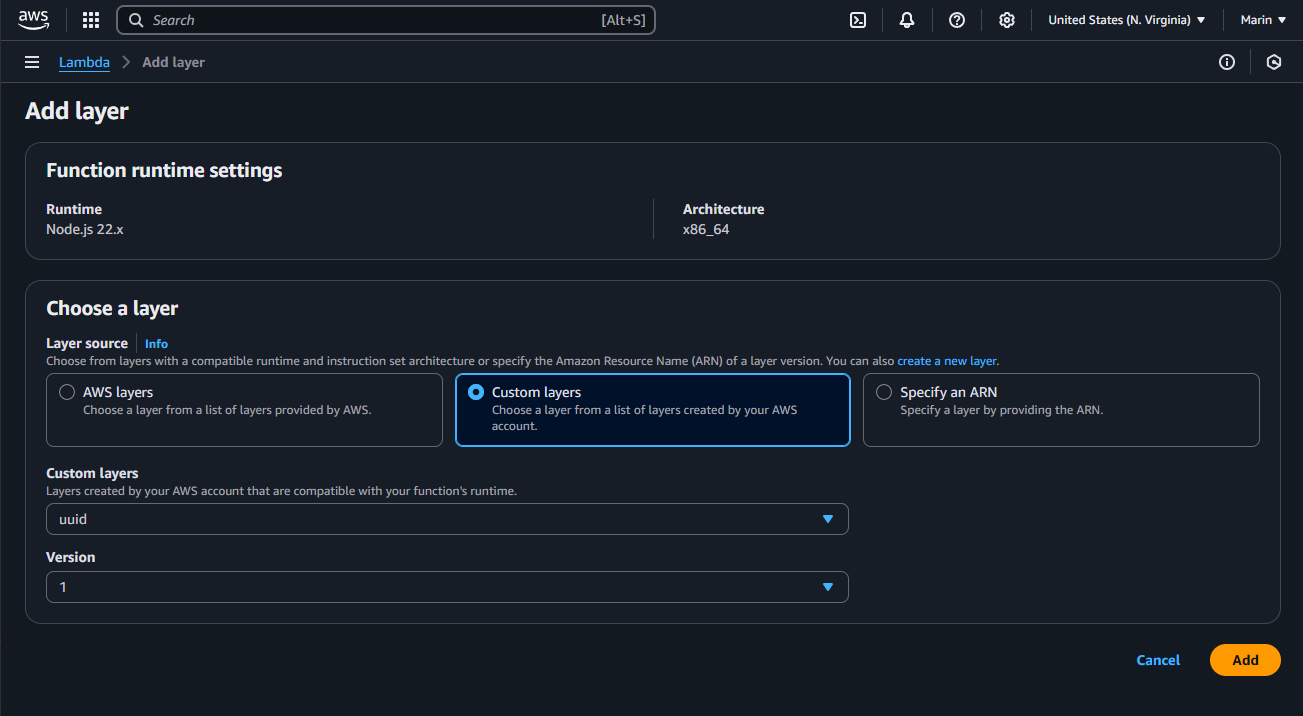 aws
Search [Alt+S] United States (N. Virginia) Marin
Lambda Add layer
Add layer
Function runtime settings
Runtime
Node.js 22.x
Architecture
x86_64
Choose a layer
Layer source Info
Choose from layers with a compatible runtime and instruction set architecture or specify the Amazon Resource Name (ARN) of a layer version. You can also create a new layer.
AWS layers
Choose a layer from a list of layers provided by AWS.
Custom layers
Choose a layer from a list of layers created by your AWS
account.
Specify an ARN
Specify a layer by providing the ARN.
Custom layers
Layers created by your AWS account that are compatible with your function's runtime.
uuid
Version
1
Cancel Add